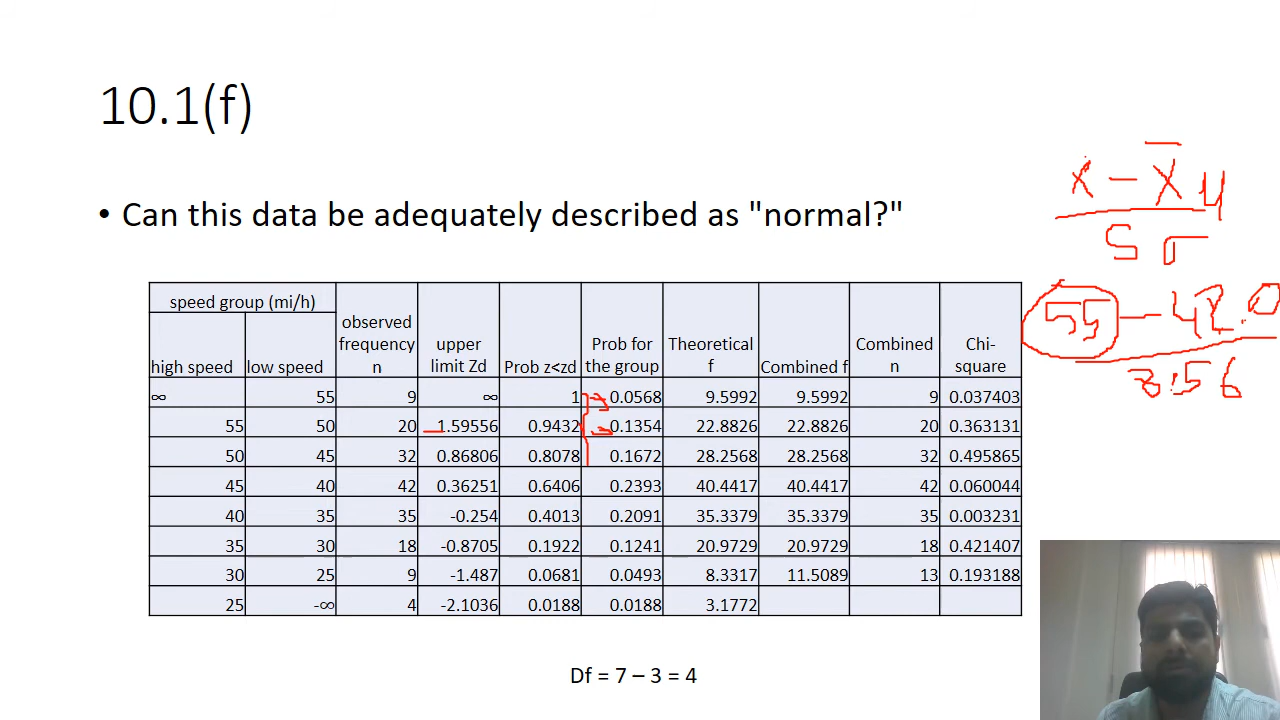 10.1(f)
• Can this data be adequately described as "normal?"
x − X̄ μ
S σ
55 − 42.0
8.56
speed group (mi/h) observed frequency n upper limit Zd Prob z<zd Prob for the group Theoretical f Combined f Combined n Chi-square
high speed low speed
∞ 55 9 ∞ 1 0.0568 9.5992 9.5992 9 0.037403
55 50 20 1.59556 0.9432 0.1354 22.8826 22.8826 20 0.363131
50 45 32 0.86806 0.8078 0.1672 28.2568 28.2568 32 0.495865
45 40 42 0.36251 0.6406 0.2393 40.4417 40.4417 42 0.060044
40 35 35 -0.254 0.4013 0.2091 35.3379 35.3379 35 0.003231
35 30 18 -0.8705 0.1922 0.1241 20.9729 20.9729 18 0.421407
30 25 9 -1.487 0.0681 0.0493 8.3317 11.5089 13 0.193188
25 -∞ 4 -2.1036 0.0188 0.0188 3.1772
Df = 7 – 3 = 4